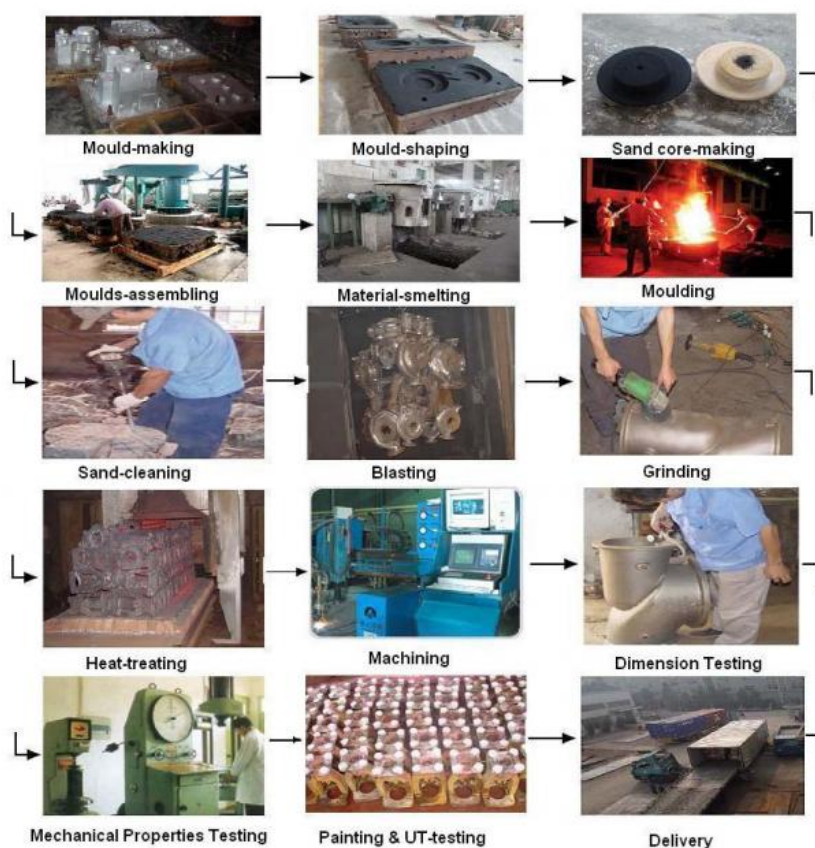 Mould-making
Mould-shaping
Sand core-making
Moulds-assembling
Material-smelting
Moulding
Sand-cleaning
Blasting
Grinding
Heat-treating
Machining
Dimension Testing
Mechanical Properties Testing
Painting & UT-testing
Delivery